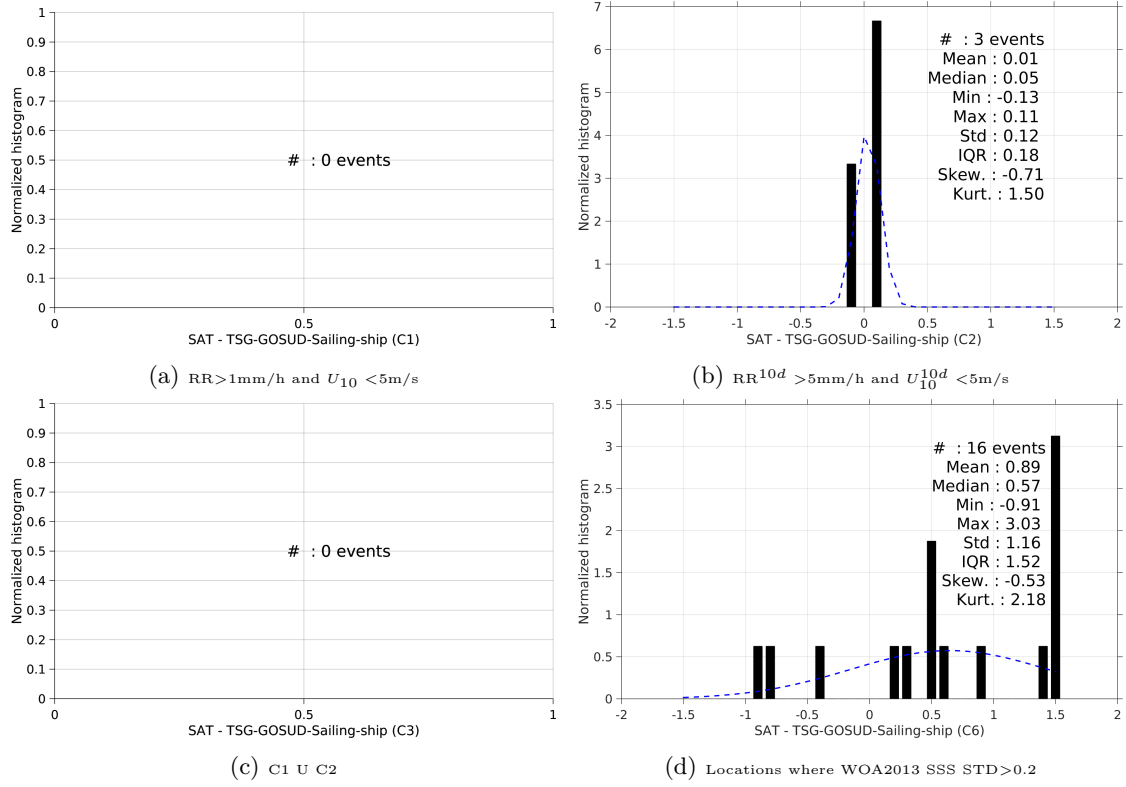 1
0.9
0.8
0.7
0.6
0.5
0.4
0.3
0.2
0.1
0
Normalized histogram
# : 0 events
0 0.5 1
SAT - TSG-GOSUD-Sailing-ship (C1)
(a) RR>1mm/h and U10 <5m/s
7
6
5
4
3
2
1
0
Normalized histogram
# : 3 events
Mean : 0.01
Median : 0.05
Min : -0.13
Max : 0.11
Std : 0.12
IQR : 0.18
Skew. : -0.71
Kurt. : 1.50
-2 -1.5 -1 -0.5 0 0.5 1 1.5 2
SAT - TSG-GOSUD-Sailing-ship (C2)
(b) RR^10d >5mm/h and U10^10d <5m/s
1
0.9
0.8
0.7
0.6
0.5
0.4
0.3
0.2
0.1
0
Normalized histogram
# : 0 events
0 0.5 1
SAT - TSG-GOSUD-Sailing-ship (C3)
(c) C1 U C2
3.5
3
2.5
2
1.5
1
0.5
0
Normalized histogram
# : 16 events
Mean : 0.89
Median : 0.57
Min : -0.91
Max : 3.03
Std : 1.16
IQR : 1.52
Skew. : -0.53
Kurt. : 2.18
-2 -1.5 -1 -0.5 0 0.5 1 1.5 2
SAT - TSG-GOSUD-Sailing-ship (C6)
(d) Locations where WOA2013 SSS STD>0.2